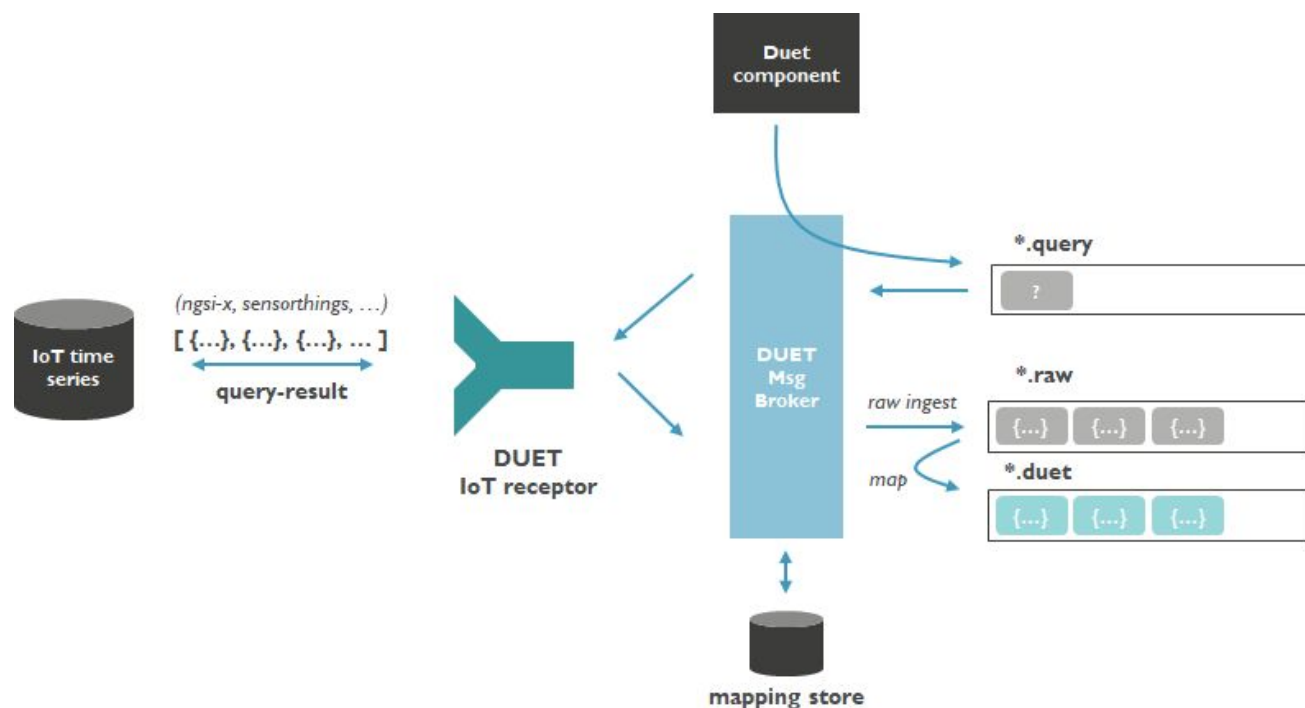 Duet
component
*.query
?
(ngsi-x, sensorthings, ...)
[ {...}, {...}, {...}, ... ]
query-result
IoT time
series
DUET
IoT receptor
DUET
Msg
Broker
raw ingest
map
*.raw
{...} {...} {...}
*.duet
{...} {...} {...}
mapping store